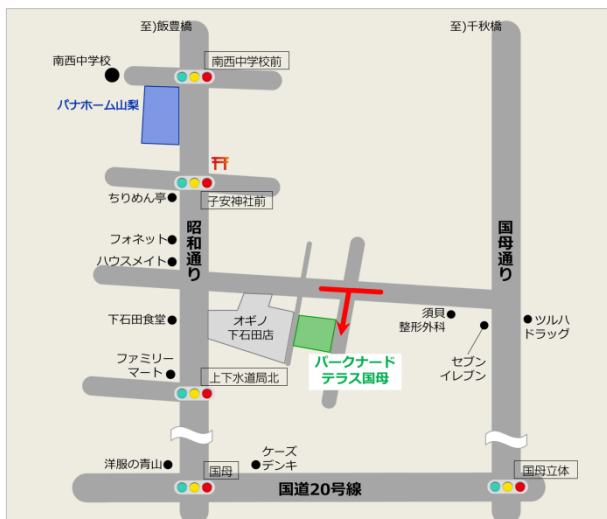 至)飯豊橋
至)千秋橋
南西中学校
南西中学校前
パナホーム山梨
子安神社前
ちりめん亭
フォネット
ハウスメイト
昭和通り
国母通り
下石田食堂
オギノ
下石田店
須貝
整形外科
ツルハ
ドラッグ
セブン
イレブン
パークナード
テラス国母
ファミリー
マート
上下水道局北
洋服の青山
国母
ケーズ
デンキ
国道20号線
国母立体